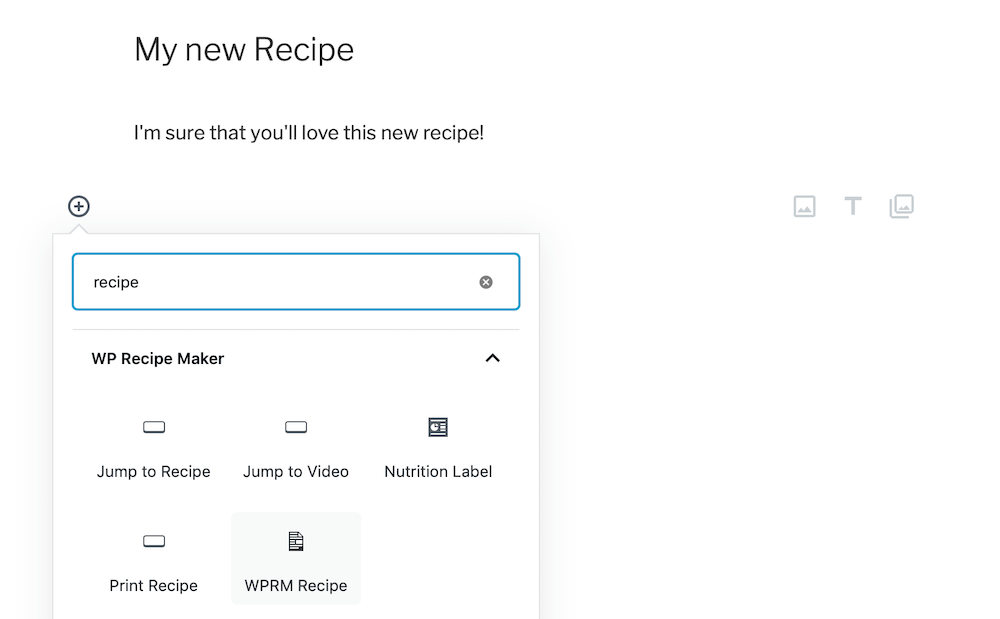 My new Recipe
I'm sure that you'll love this new recipe!
recipe
WP Recipe Maker
Jump to Recipe
Jump to Video
Nutrition Label
Print Recipe
WPRM Recipe